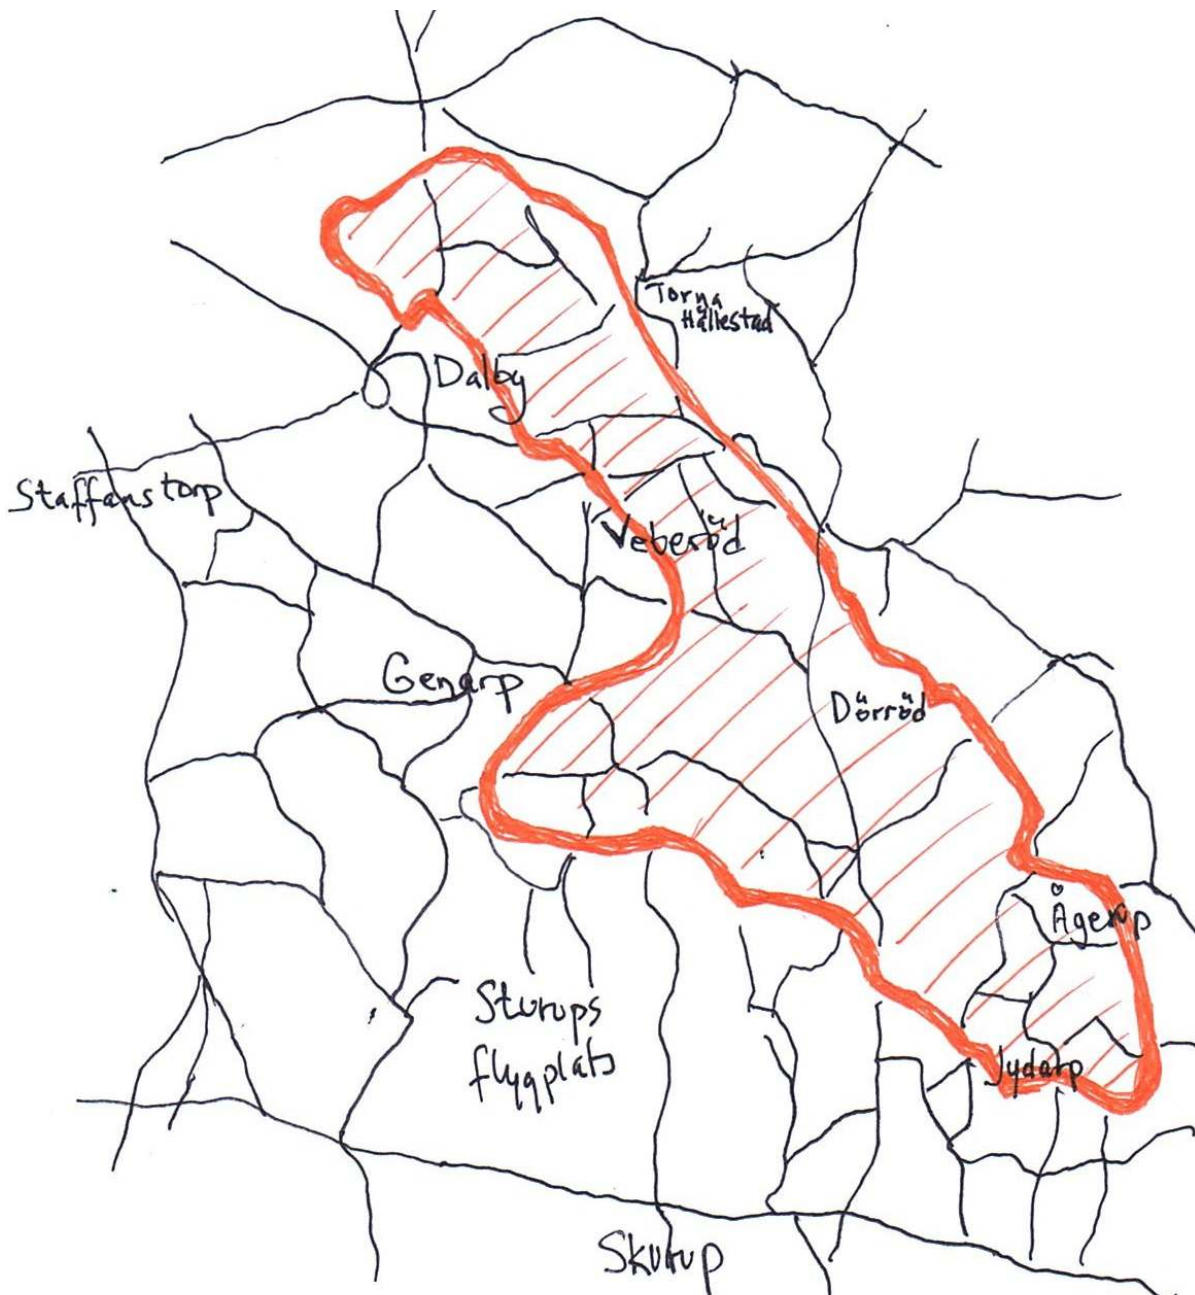 Torna
Hällestad
Dalby
Staffanstorp
Veberöd
Genarp
Dörröd
Ågerup
Sturups
flygplats
Jydarp
Skurup